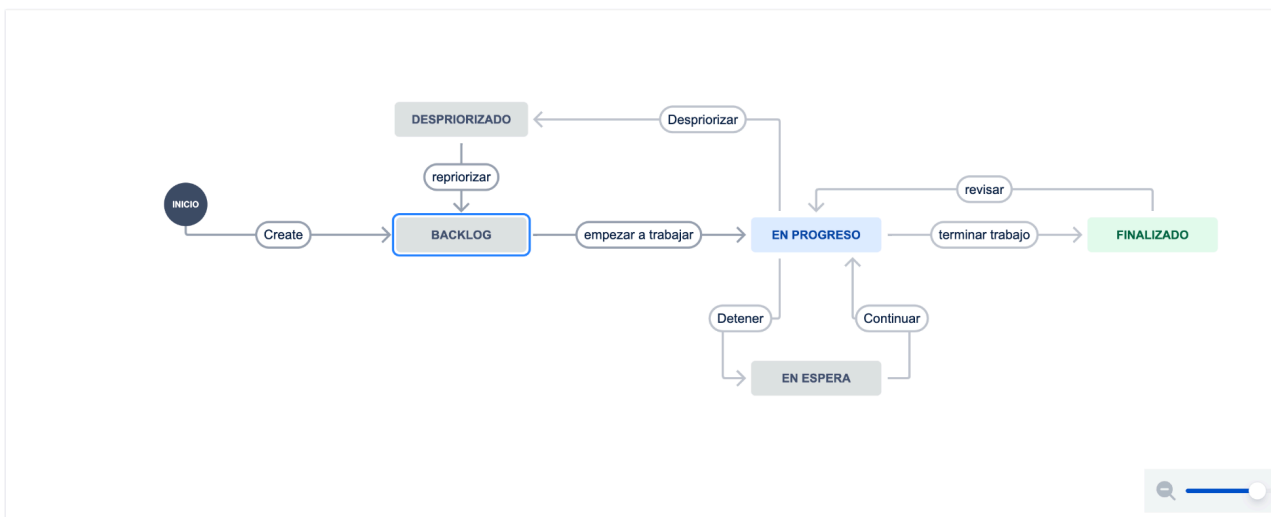 DESPRIORIZADO
Despriorizar
repriorizar
revisar
INICIO
Create
BACKLOG
empezar a trabajar
EN PROGRESO
terminar trabajo
FINALIZADO
Detener
Continuar
EN ESPERA